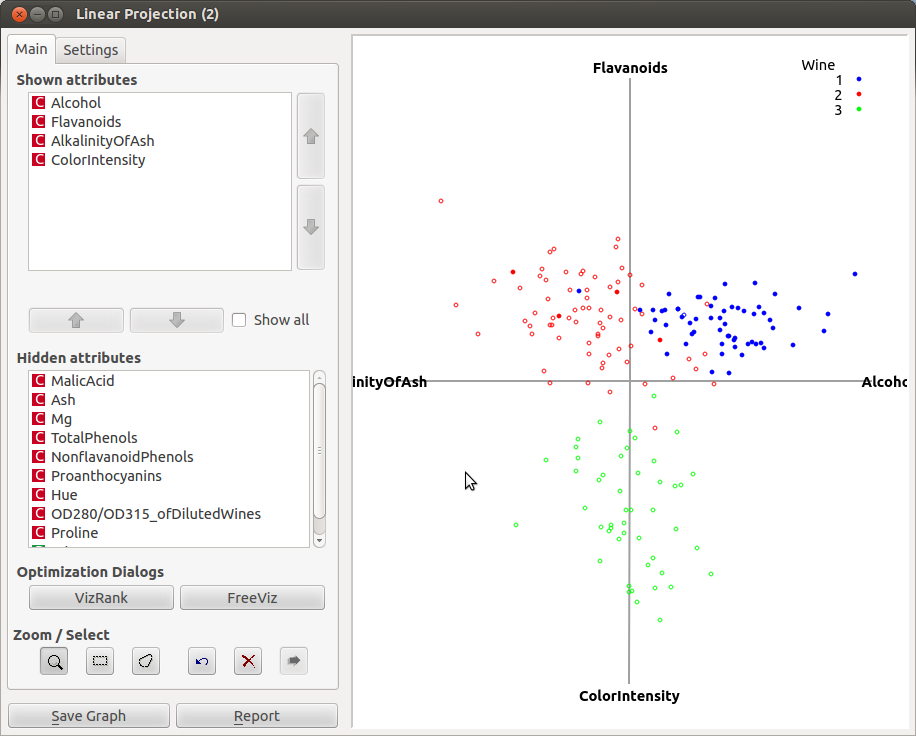 Linear Projection (2)
Main
Settings
Shown attributes
C Alcohol
C Flavanoids
C AlkalinityOfAsh
C ColorIntensity
Show all
Hidden attributes
C MalicAcid
C Ash
C Mg
C TotalPhenols
C NonflavanoidPhenols
C Proanthocyanins
C Hue
C OD280/OD315_ofDilutedWines
C Proline
Optimization Dialogs
VizRank
FreeViz
Zoom / Select
Save Graph
Report
Flavanoids
Wine
1
2
3
inityOfAsh
Alcoho
ColorIntensity